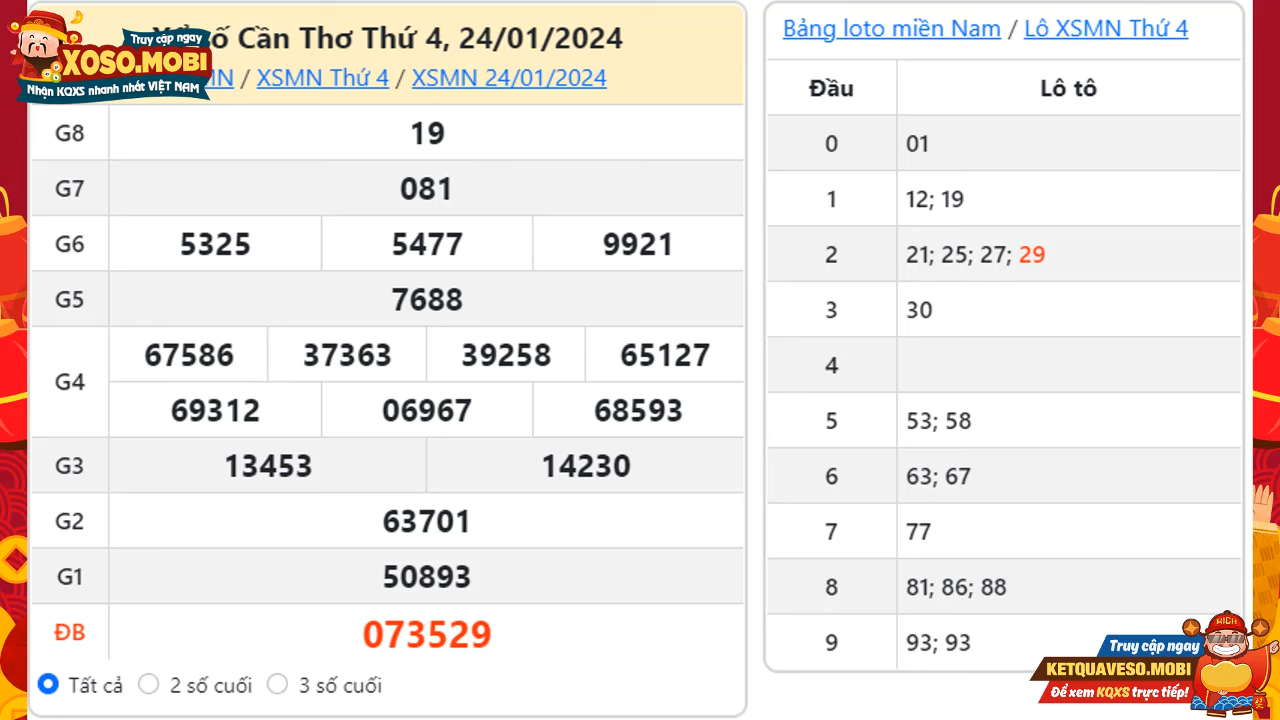 Truy cập ngay
XOSO.MOBI
Nhận KQXS nhanh nhất VIỆT NAM
số Cần Thơ Thứ 4, 24/01/2024
/ XSMN Thứ 4 / XSMN 24/01/2024
G8 19
G7 081
G6 5325 5477 9921
G5 7688
G4 67586 37363 39258 65127
69312 06967 68593
G3 13453 14230
G2 63701
G1 50893
ĐB 073529
Tất cả 2 số cuối 3 số cuối
Bảng loto miền Nam / Lô XSMN Thứ 4
Đầu Lô tô
0 01
1 12; 19
2 21; 25; 27; 29
3 30
4
5 53; 58
6 63; 67
7 77
8 81; 86; 88
9 93; 93
RICH
Truy cập ngay
KETQUAVESO.MOBI
Để xem KQXS trực tiếp!